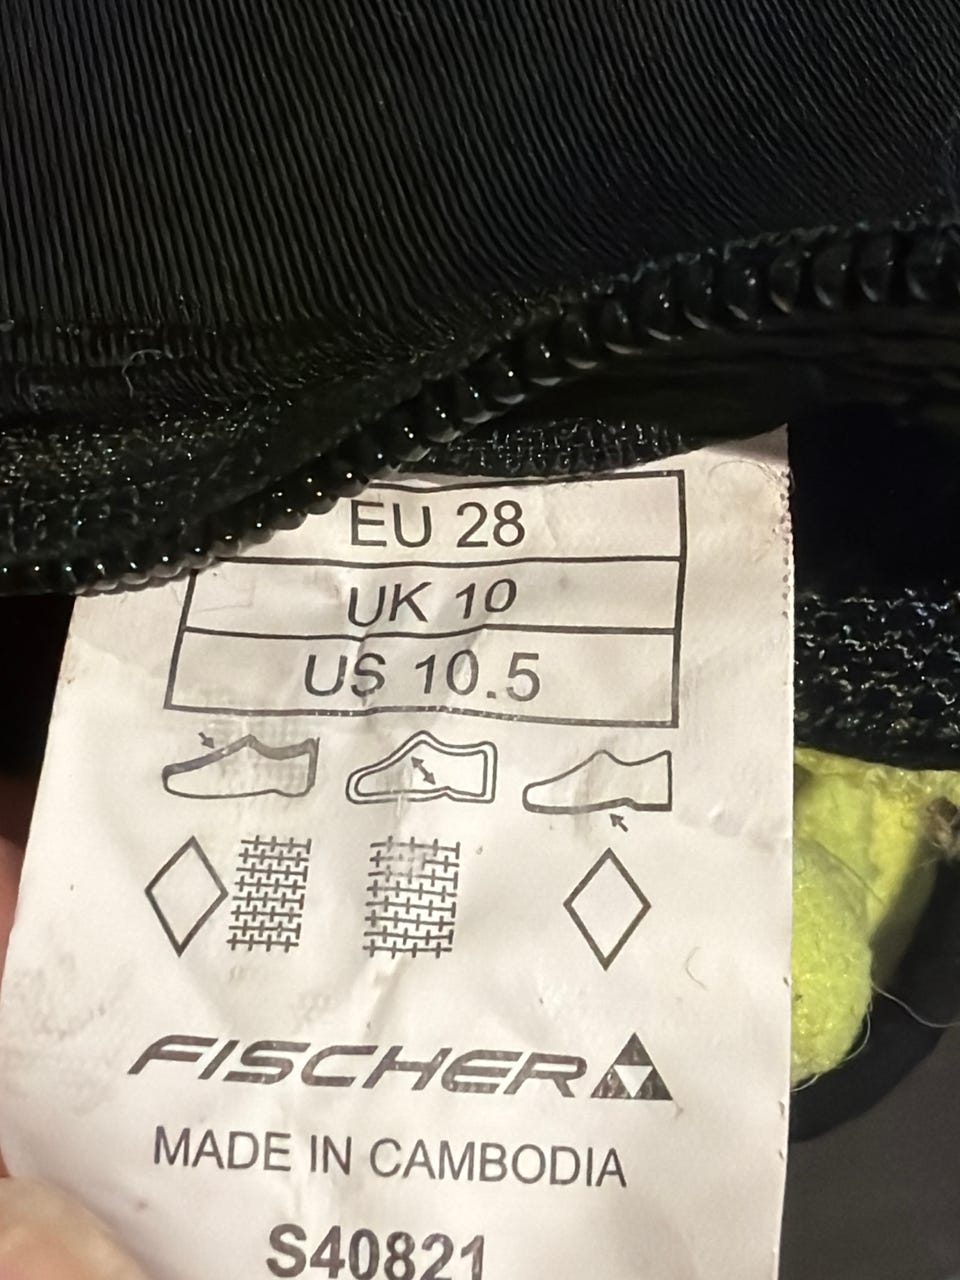 EU 28
UK 10
US 10.5
FISCHER
MADE IN CAMBODIA
S40821